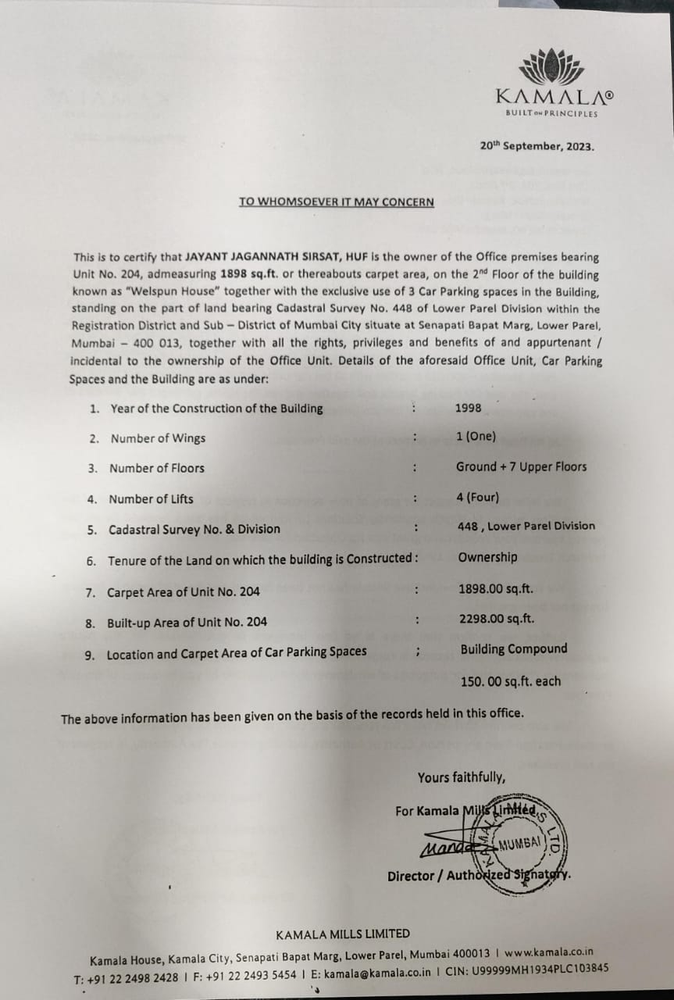 KAMALA®
BUILT ON PRINCIPLES
20th September, 2023.
TO WHOMSOEVER IT MAY CONCERN
This is to certify that JAYANT JAGANNATH SIRSAT, HUF is the owner of the Office premises bearing
Unit No. 204, admeasuring 1898 sq.ft. or thereabouts carpet area, on the 2nd Floor of the building
known as "Welspun House" together with the exclusive use of 3 Car Parking spaces in the Building,
standing on the part of land bearing Cadastral Survey No. 448 of Lower Parel Division within the
Registration District and Sub – District of Mumbai City situate at Senapati Bapat Marg, Lower Parel,
Mumbai – 400 013, together with all the rights, privileges and benefits of and appurtenant /
incidental to the ownership of the Office Unit. Details of the aforesaid Office Unit, Car Parking
Spaces and the Building are as under:
1. Year of the Construction of the Building : 1998
2. Number of Wings : 1 (One)
3. Number of Floors : Ground + 7 Upper Floors
4. Number of Lifts : 4 (Four)
5. Cadastral Survey No. & Division : 448 , Lower Parel Division
6. Tenure of the Land on which the building is Constructed : Ownership
7. Carpet Area of Unit No. 204 : 1898.00 sq.ft.
8. Built-up Area of Unit No. 204 : 2298.00 sq.ft.
9. Location and Carpet Area of Car Parking Spaces ; Building Compound
150. 00 sq.ft. each
The above information has been given on the basis of the records held in this office.
Yours faithfully,
For Kamala Mills Limited,
KAMALA MILLS LTD.
MUMBAI
Director / Authorized Signatory.
KAMALA MILLS LIMITED
Kamala House, Kamala City, Senapati Bapat Marg, Lower Parel, Mumbai 400013 | www.kamala.co.in
T: +91 22 2498 2428 | F: +91 22 2493 5454 | E: kamala@kamala.co.in | CIN: U99999MH1934PLC103845